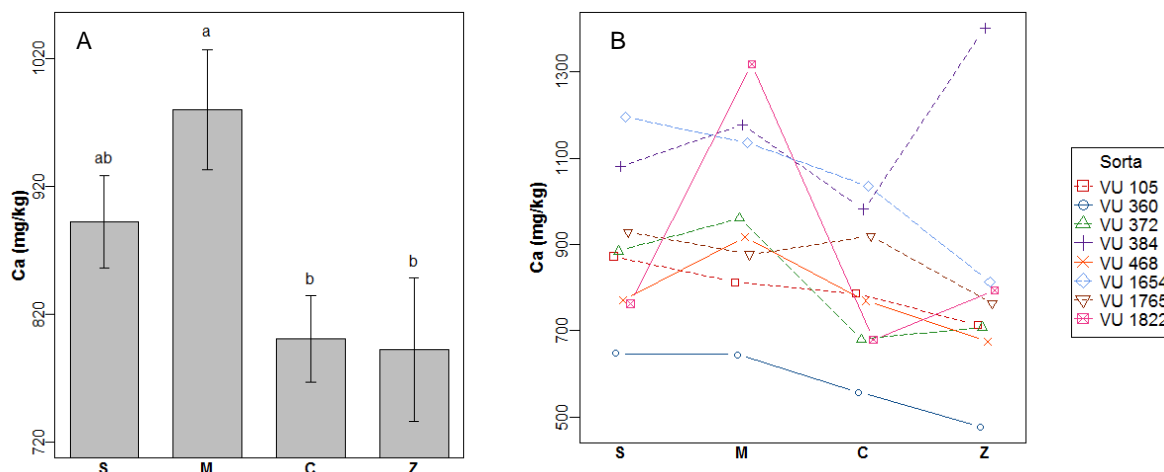 A
Ca (mg/kg)
1020
920
820
720
ab
a
b
b
S
M
C
Z
B
Ca (mg/kg)
1300
1100
900
700
500
S
M
C
Z
Sorta
VU 105
VU 360
VU 372
VU 384
VU 468
VU 1654
VU 1765
VU 1822